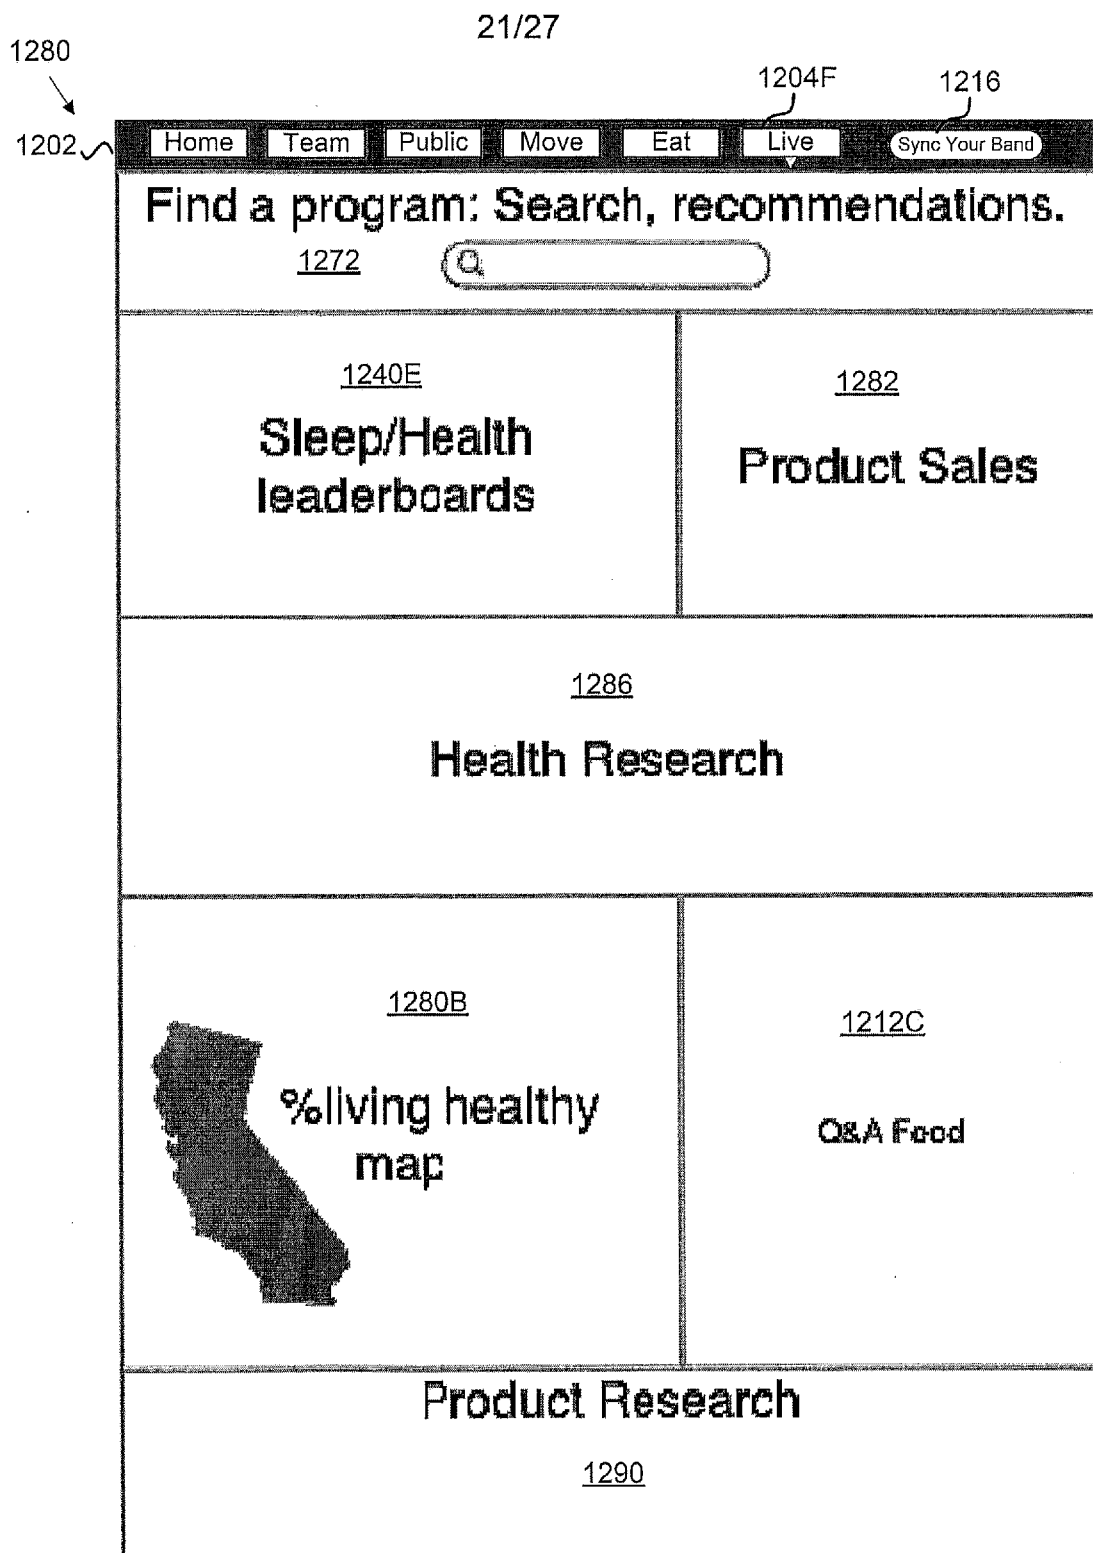 21/27
1280
1204F
1216
1202
Home Team Public Move Eat Live Sync Your Band
Find a program: Search, recommendations.
1272
1240E
Sleep/Health
leaderboards
1282
Product Sales
1286
Health Research
1280B
%living healthy
map
1212C
Q&A Food
Product Research
1290